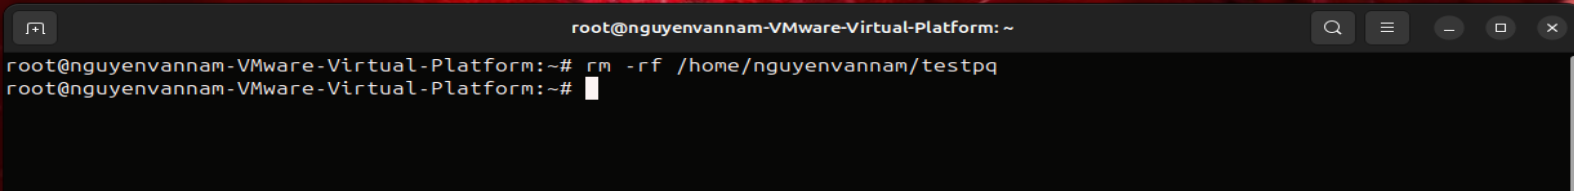 root@nguyenvannam-VMware-Virtual-Platform: ~
root@nguyenvannam-VMware-Virtual-Platform:~# rm -rf /home/nguyenvannam/testpq
root@nguyenvannam-VMware-Virtual-Platform:~#